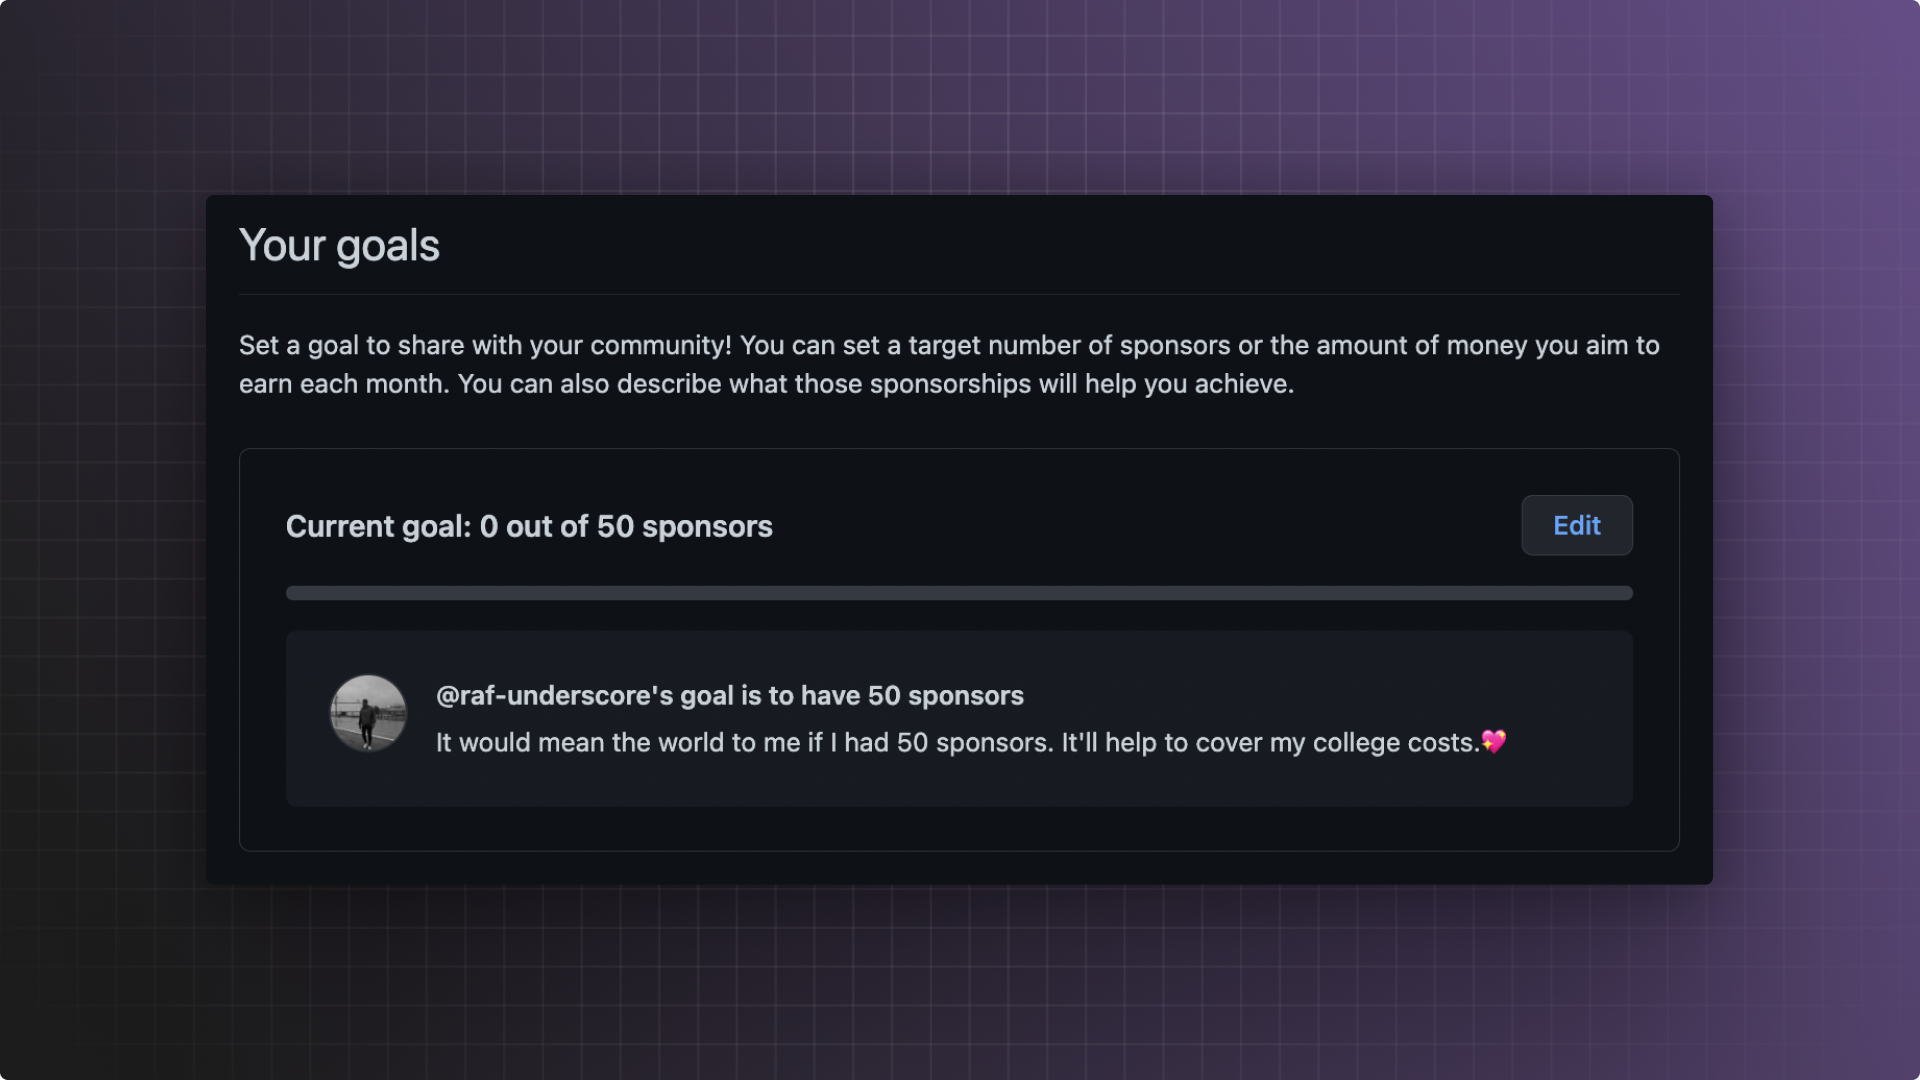 Your goals
Set a goal to share with your community! You can set a target number of sponsors or the amount of money you aim to
earn each month. You can also describe what those sponsorships will help you achieve.
Current goal: 0 out of 50 sponsors
Edit
@raf-underscore's goal is to have 50 sponsors
It would mean the world to me if I had 50 sponsors. It'll help to cover my college costs.💖